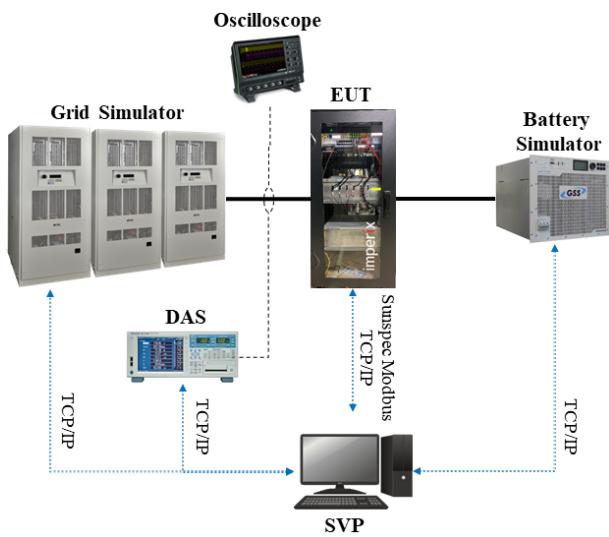 Oscilloscope
Grid Simulator
EUT
Battery
Simulator
GSS
imperix
DAS
Sunspec Modbus
TCP/IP
TCP/IP
TCP/IP
TCP/IP
SVP